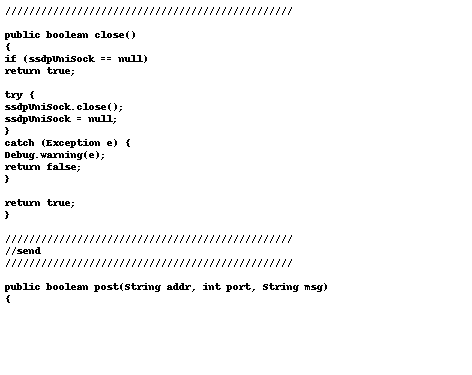 ////////////////////////////////////////////////
public boolean close()
{
if (ssdpUniSock == null)
return true;
try {
ssdpUniSock.close();
ssdpUniSock = null;
}
catch (Exception e) {
Debug.warning(e);
return false;
}
return true;
}
////////////////////////////////////////////////
//send
////////////////////////////////////////////////
public boolean post(String addr, int port, String msg)
{